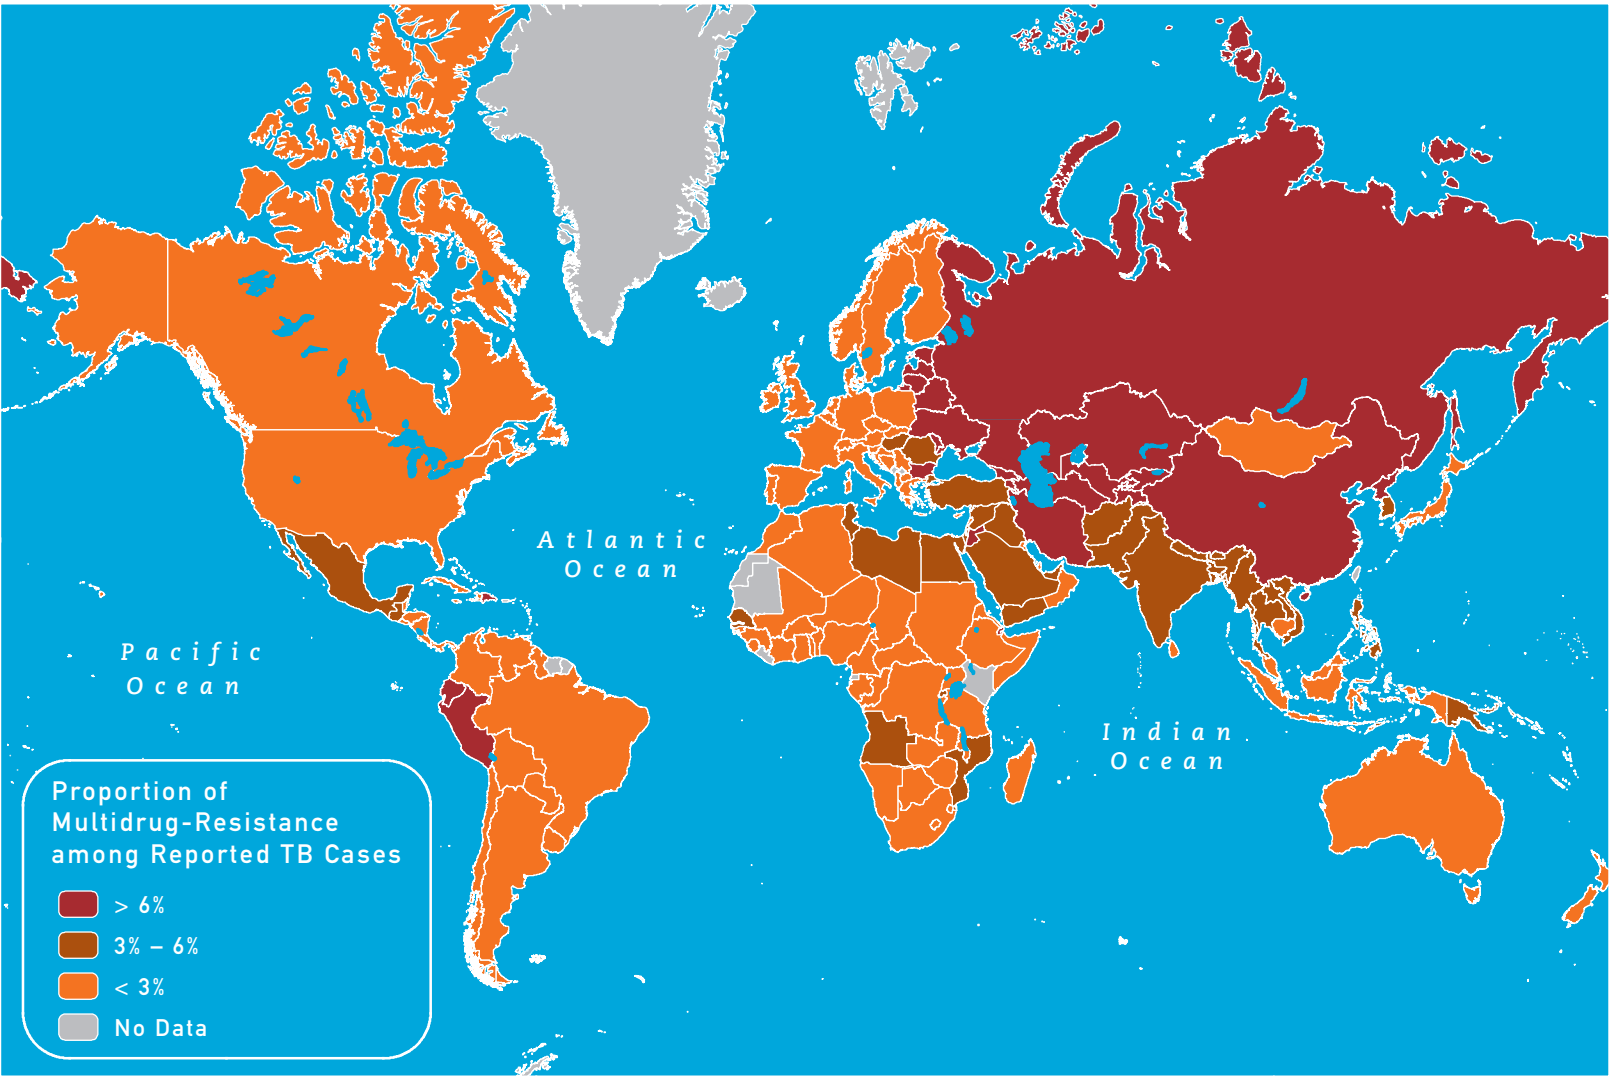 Atlantic
Ocean
Pacific
Ocean
Indian
Ocean
Proportion of
Multidrug-Resistance
among Reported TB Cases
> 6%
3% – 6%
< 3%
No Data